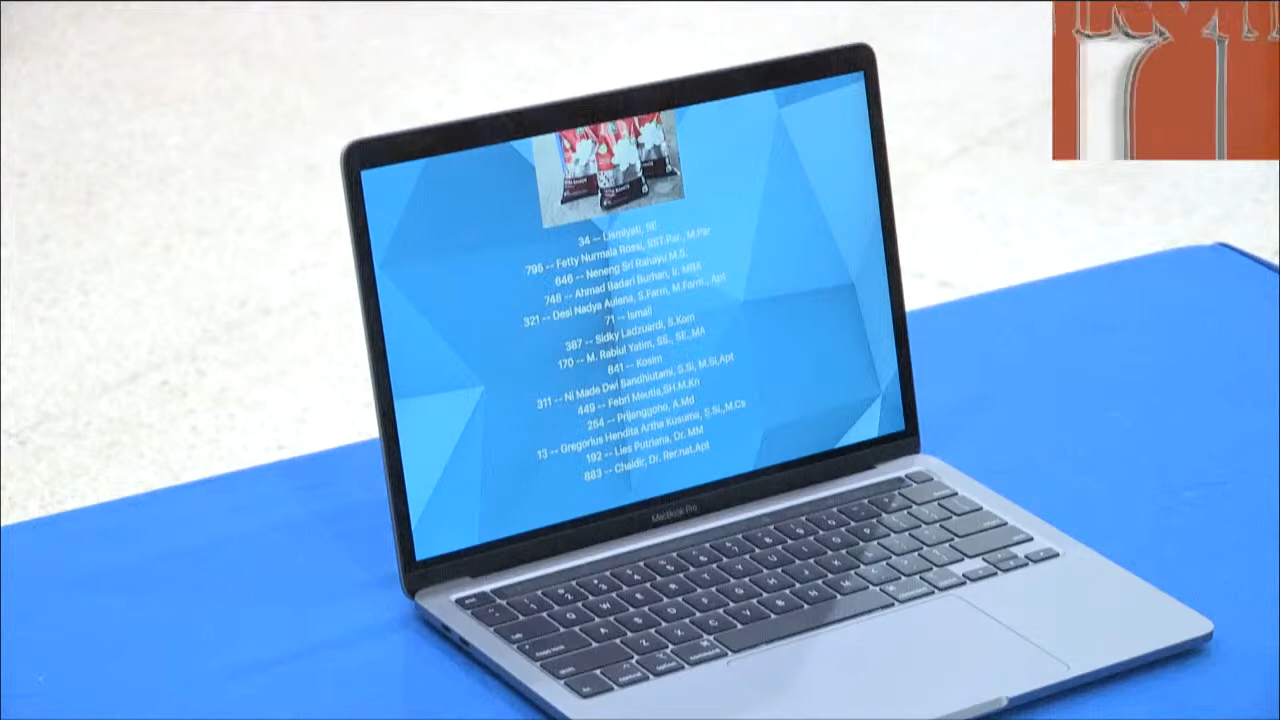 34 -- Lismiyati, SE
795 -- Fetty Nurmala Rossi, SST.Par., M.Par
646 -- Neneng Sri Rahayu M.S.
748 -- Ahmad Badari Burhan, Ir. MBA
321 -- Desi Nadya Aulena, S.Farm, M.Farm., Apt
71 -- Ismail
387 -- Sidky Ladzuardi, S.Kom
170 -- M. Rabiul Yatim, SS., SE.,MA
841 -- Kosim
311 -- Ni Made Dwi Sandhiutami, S.Si, M.Si,Apt
449 -- Febri Meutia,SH.M.Kn
254 -- Prijanggono, A.Md
13 -- Gregorius Hendita Artha Kusuma, S.Si.,M.Cs
192 -- Lies Putriana, Dr. MM
883 -- Chaidir, Dr. Rer.nat.Apt
MacBook Pro